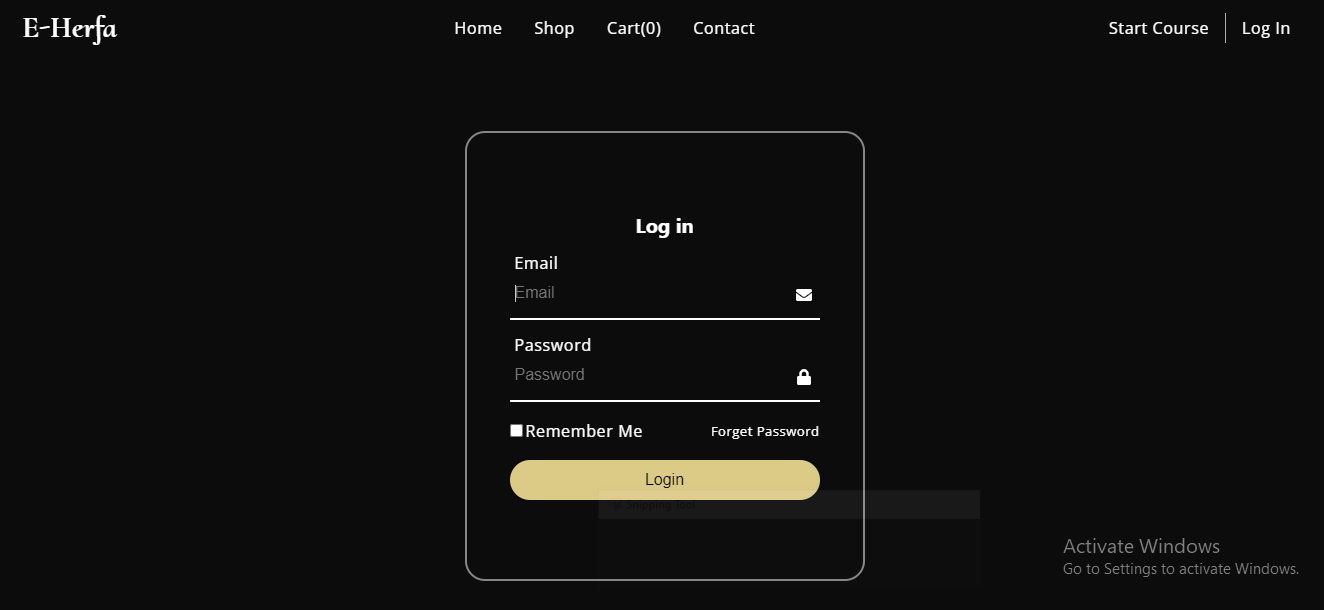 E-Herfa
Home Shop Cart(0) Contact
Start Course Log In
Log in
Email
Email
Password
Password
Remember Me Forget Password
Login
Snipping Tool
Activate Windows
Go to Settings to activate Windows.